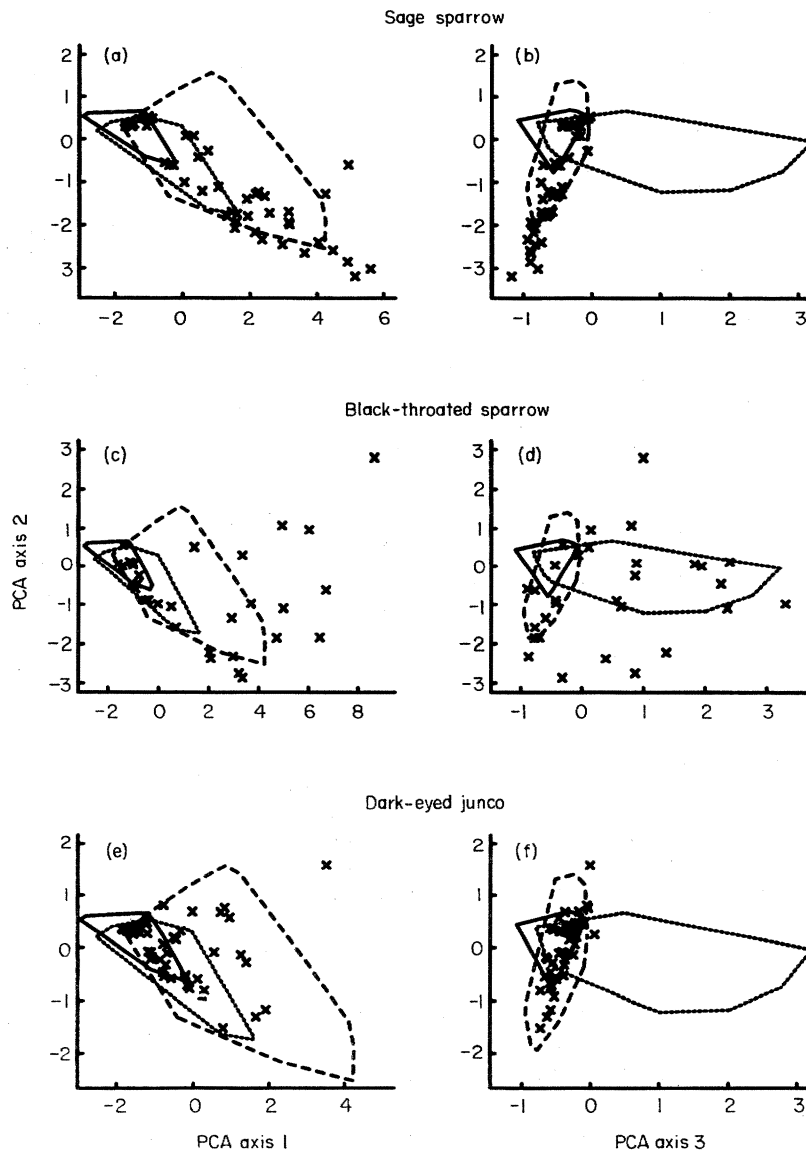 Sage sparrow
(a)
(b)
2
1
0
-1
-2
-3
2
1
0
-1
-2
-3
-2 0 2 4 6
-1 0 1 2 3
Black-throated sparrow
(c)
(d)
3
2
1
0
-1
-2
-3
3
2
1
0
-1
-2
-3
PCA axis 2
-2 0 2 4 6 8
-1 0 1 2 3
Dark-eyed junco
(e)
(f)
2
1
0
-1
-2
2
1
0
-1
-2
-2 0 2 4
-1 0 1 2 3
PCA axis 1
PCA axis 3